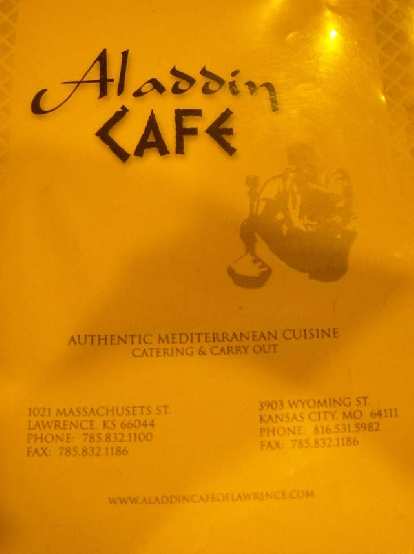 Aladdin
CAFE
AUTHENTIC MEDITERRANEAN CUISINE
CATERING & CARRY OUT
1021 MASSACHUSETS ST.
LAWRENCE, KS 66044
PHONE: 785.832.1100
FAX: 785.832.1186
3903 WYOMING ST.
KANSAS CITY, MO 64111
PHONE: 816.531.5982
FAX: 785.832.1186
WWW.ALADDINCAFEOFLAWRENCE.COM